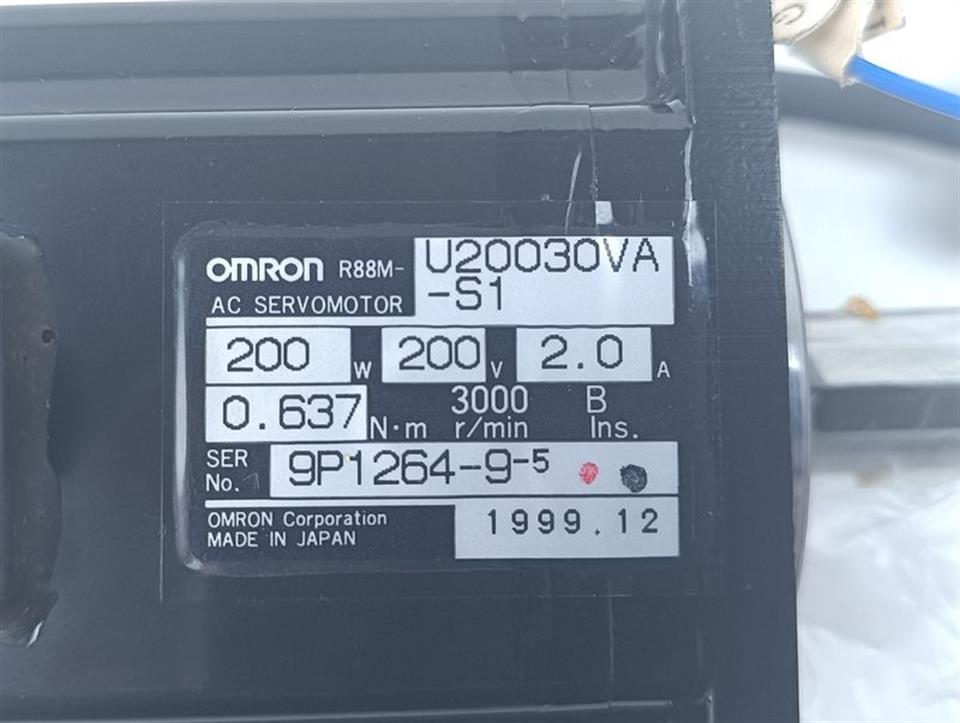 OMRON R88M- U20030VA
AC SERVOMOTOR -S1
200 W 200 V 2.0 A
0.637 N·m 3000 r/min B Ins.
SER No. 9P1264-9-5
OMRON Corporation
MADE IN JAPAN
1999.12